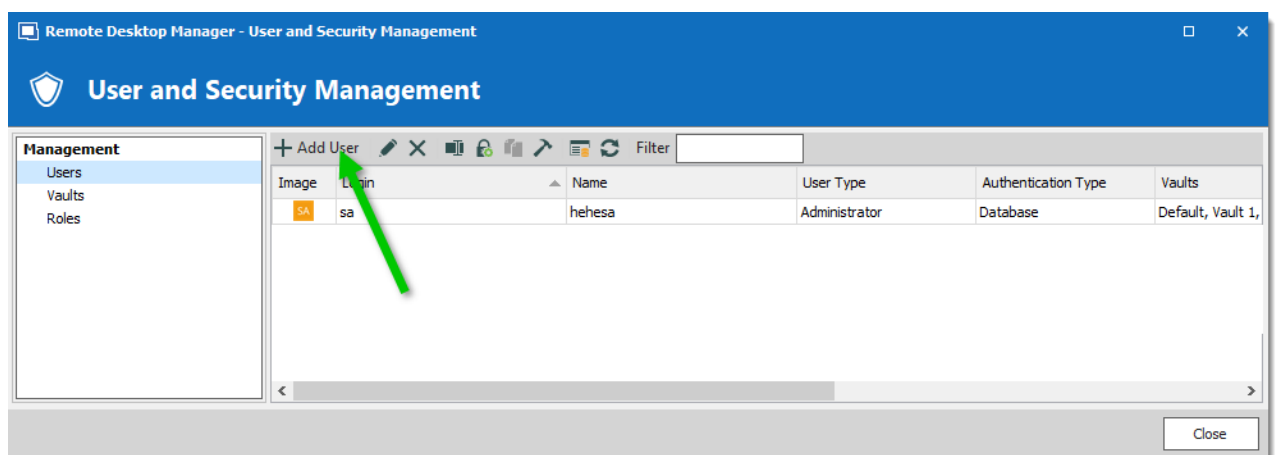 Remote Desktop Manager - User and Security Management
User and Security Management
Management
Users
Vaults
Roles
Add User
Filter
Image Login Name User Type Authentication Type Vaults
SA sa hehesa Administrator Database Default, Vault 1,
Close